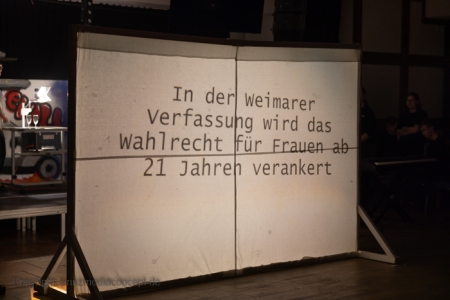 In der Weimarer
Verfassung wird das
Wahlrecht für Frauen ab
21 Jahren verankert